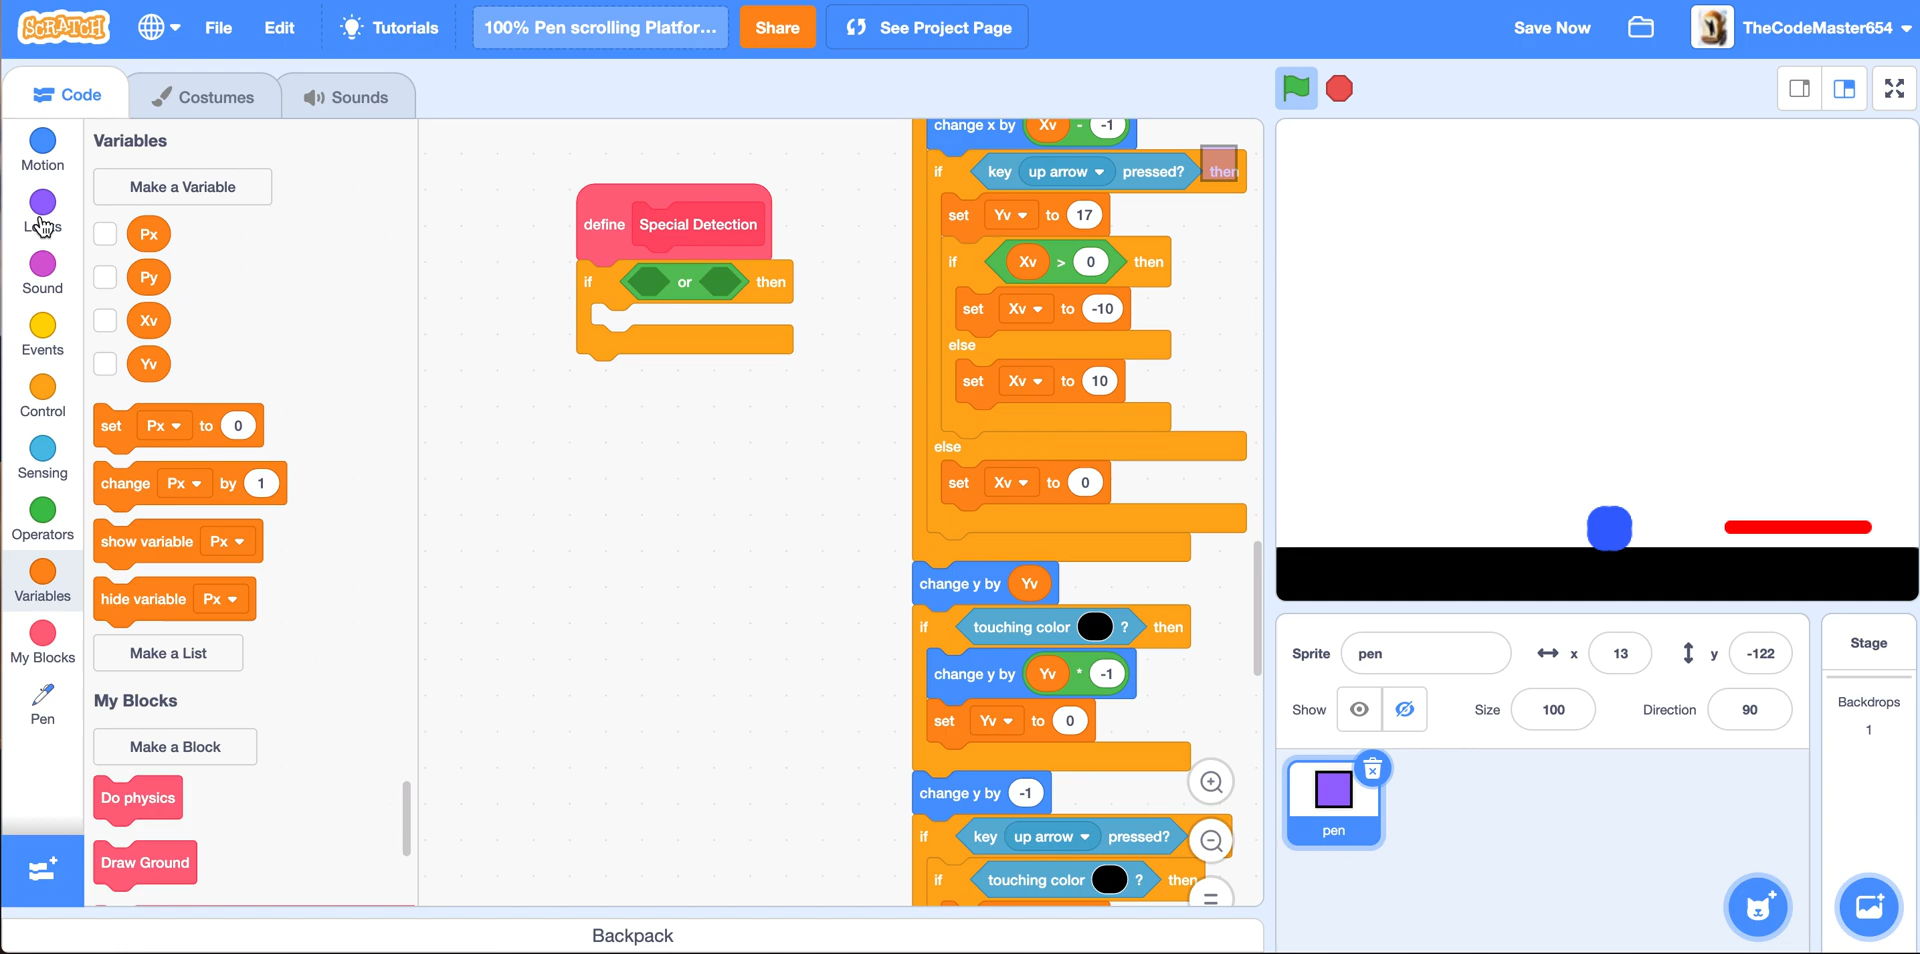 SCRATCH
File
Edit
Tutorials
100% Pen scrolling Platfor...
Share
See Project Page
Save Now
TheCodeMaster654
Code
Costumes
Sounds
Motion
Sound
Events
Control
Sensing
Operators
Variables
My Blocks
Pen
Variables
Make a Variable
Px
Py
Xv
Yv
set Px to 0
change Px by 1
show variable Px
hide variable Px
Make a List
My Blocks
Make a Block
Do physics
Draw Ground
define Special Detection
if or then
change x by Xv - -1
if key up arrow pressed? then
set Yv to 17
if Xv > 0 then
set Xv to -10
else
set Xv to 10
else
set Xv to 0
change y by Yv
if touching color ? then
change y by Yv * -1
set Yv to 0
change y by -1
if key up arrow pressed?
if touching color ? then
Backpack
Sprite pen x 13 y -122
Show Size 100 Direction 90
pen
Stage
Backdrops
1